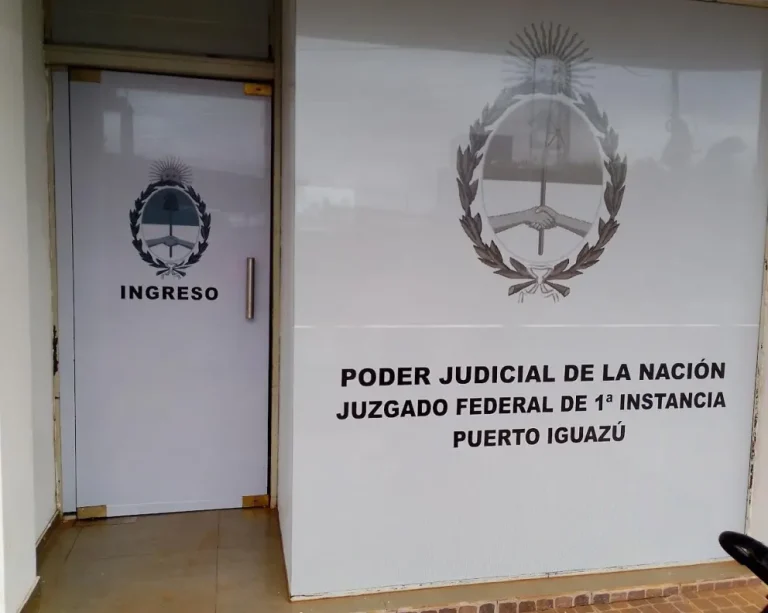 INGRESO
PODER JUDICIAL DE LA NACIÓN
JUZGADO FEDERAL DE 1ª INSTANCIA
PUERTO IGUAZÚ